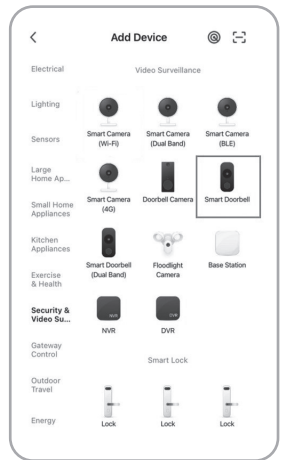 Add Device
Electrical
Lighting
Sensors
Large
Home Ap...
Small Home
Appliances
Kitchen
Appliances
Exercise
& Health
Security &
Video Su...
Gateway
Control
Outdoor
Travel
Energy
Video Surveillance
Smart Camera
(Wi-Fi)
Smart Camera
(Dual Band)
Smart Camera
(BLE)
Smart Camera
(4G)
Doorbell Camera
Smart Doorbell
Smart Doorbell
(Dual Band)
Floodlight
Camera
Base Station
NVR
NVR
DVR
DVR
Smart Lock
Lock
Lock
Lock